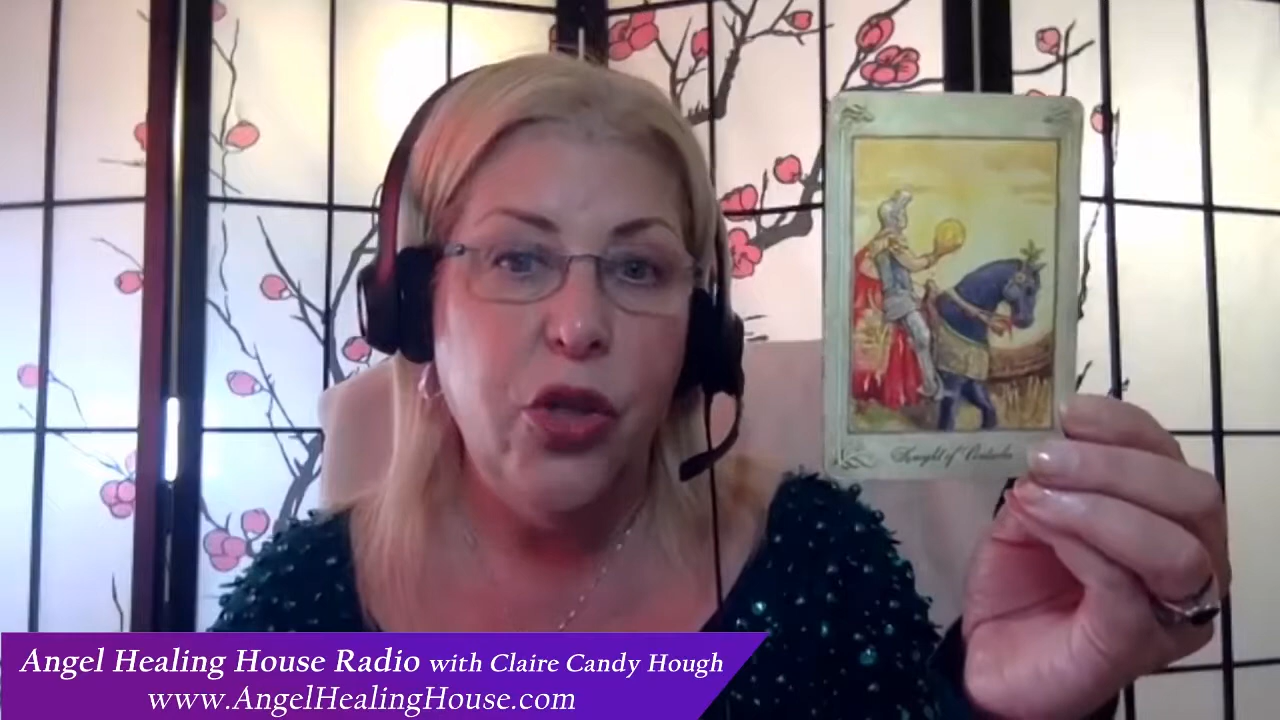 Knight of Pentacles
Angel Healing House Radio with Claire Candy Hough
www.AngelHealingHouse.com